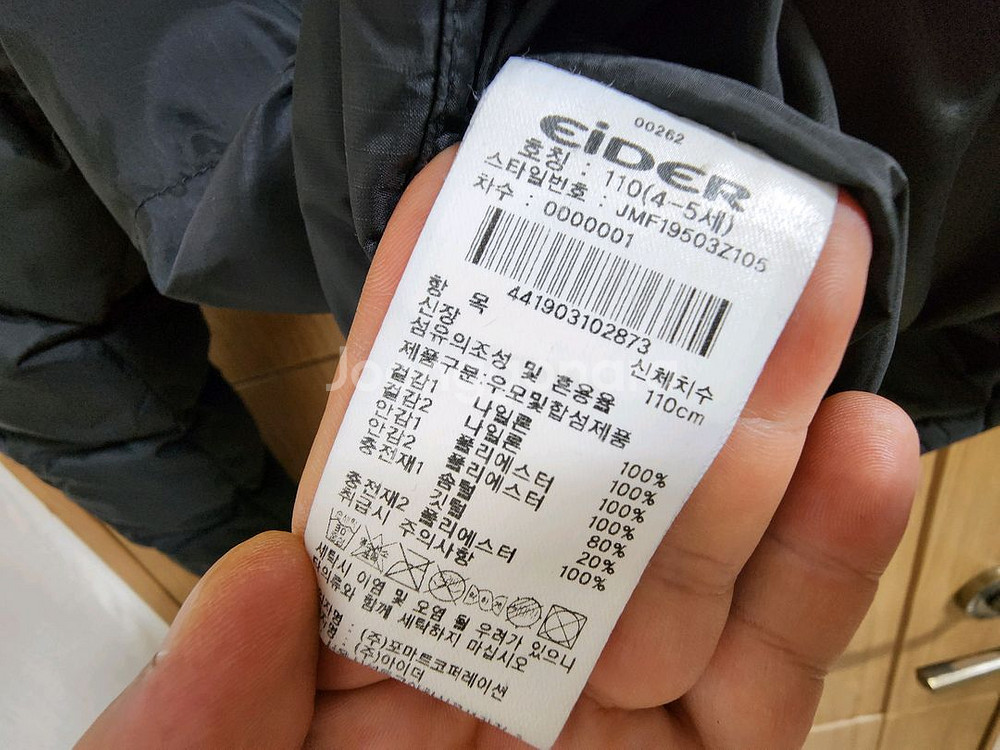 00262
EiDER
호칭 : 110(4-5세)
스타일번호 : JMF19503Z105
차수 : 0000001
441903102873
항 목 신체치수
신장 110cm
섬유의조성 및 혼용율
제품구분:우모및합성제품
겉감1 나일론 100%
겉감2 나일론 100%
안감1 폴리에스터 100%
안감2 폴리에스터 100%
충전재1 솜털 80%
깃털 20%
충전재2 폴리에스터 100%
취급시 주의사항
세탁시 이염 및 오염 될 우려가 있으니
타의류와 함께 세탁하지 마십시오
(주)포마트코퍼레이션
(주)아이더